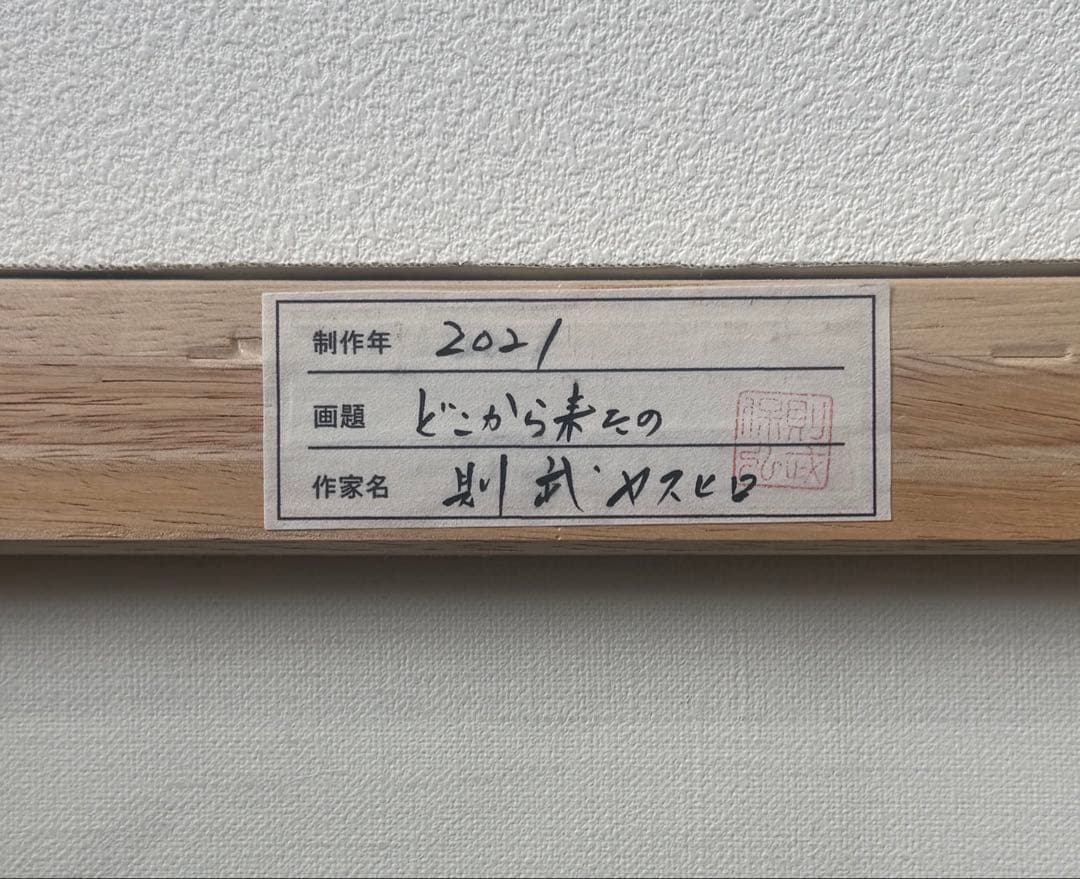 制作年 2021
画題 どこから来たの
作家名 則武ヤスヒロ